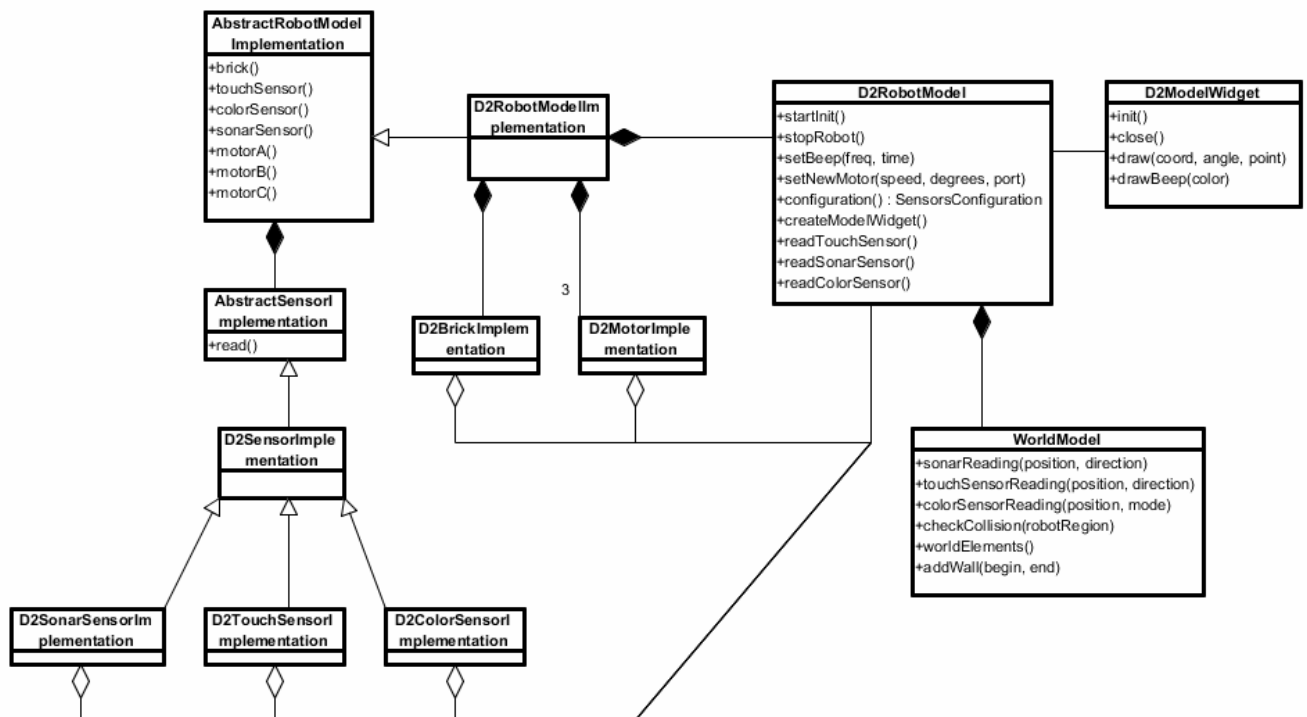 AbstractRobotModel
Implementation
+brick()
+touchSensor()
+colorSensor()
+sonarSensor()
+motorA()
+motorB()
+motorC()
D2RobotModelIm
plementation
D2RobotModel
+startInit()
+stopRobot()
+setBeep(freq, time)
+setNewMotor(speed, degrees, port)
+configuration() : SensorsConfiguration
+createModelWidget()
+readTouchSensor()
+readSonarSensor()
+readColorSensor()
D2ModelWidget
+init()
+close()
+draw(coord, angle, point)
+drawBeep(color)
AbstractSensorI
mplementation
+read()
3
D2BrickImplem
entation
D2MotorImple
mentation
D2SensorImple
mentation
WorldModel
+sonarReading(position, direction)
+touchSensorReading(position, direction)
+colorSensorReading(position, mode)
+checkCollision(robotRegion)
+worldElements()
+addWall(begin, end)
D2SonarSensorIm
plementation
D2TouchSensorI
mplementation
D2ColorSensorI
mplementation